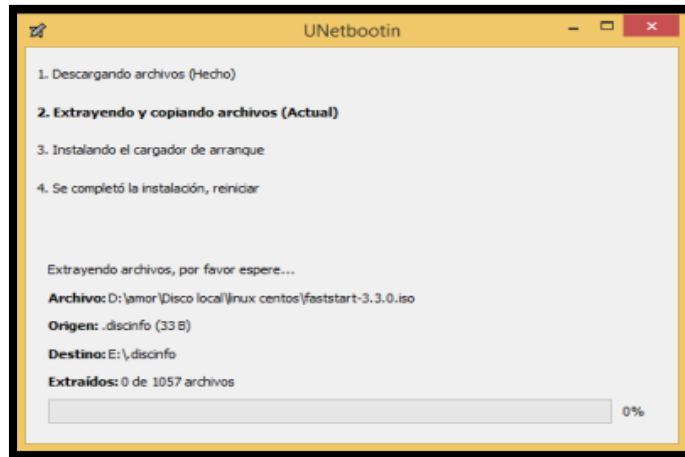 UNetbootin
1. Descargando archivos (Hecho)
2. Extrayendo y copiando archivos (Actual)
3. Instalando el cargador de arranque
4. Se completó la instalación, reiniciar
Extrayendo archivos, por favor espere...
Archivo: D:\amor\Disco local\linux centos\faststart-3.3.0.iso
Origen: .discinfo (33 B)
Destino: E:\.discinfo
Extraídos: 0 de 1057 archivos
0%